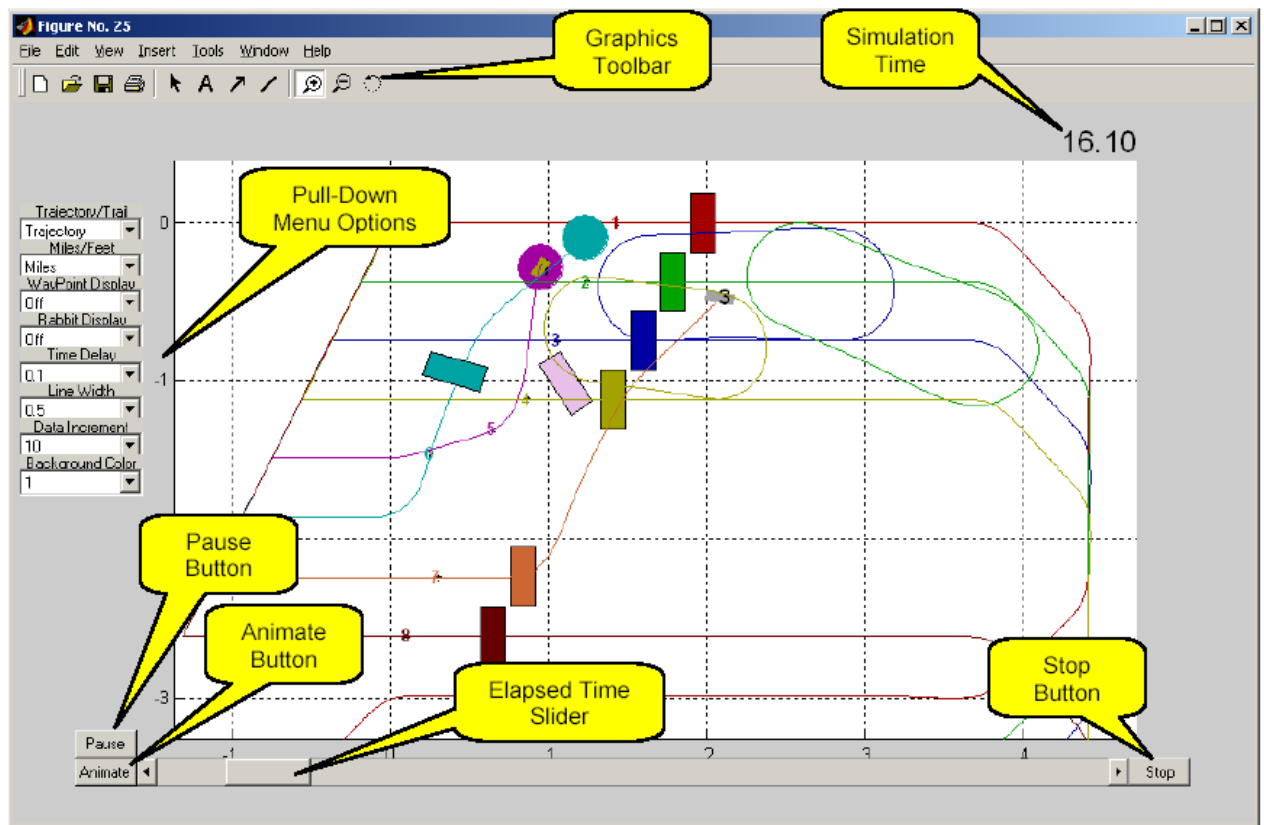 Figure No. 25
File Edit View Insert Tools Window Help
Graphics
Toolbar
Simulation
Time
16.10
Pull-Down
Menu Options
Trajectory/Trail
Trajectory
Miles/Feet
Miles
WayPoint Display
Off
Rabbit Display
Off
Time Delay
0.1
Line Width
0.5
Data Increment
10
Background Color
1
0
-1
-3
1
2
3
3
4
5
6
7
8
Pause
Button
Animate
Button
Elapsed Time
Slider
Stop
Button
-1
1
2
3
4
Pause
Animate
Stop